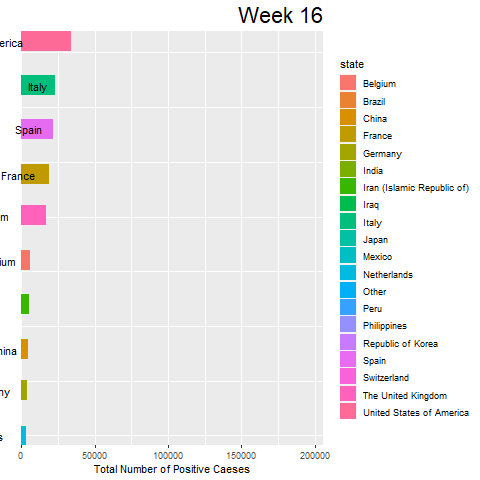 Week 16
erica
Italy
Spain
France
m
ium
nina
ny
s
0 50000 100000 150000 200000
Total Number of Positive Caeses
state
Belgium
Brazil
China
France
Germany
India
Iran (Islamic Republic of)
Iraq
Italy
Japan
Mexico
Netherlands
Other
Peru
Philippines
Republic of Korea
Spain
Switzerland
The United Kingdom
United States of America